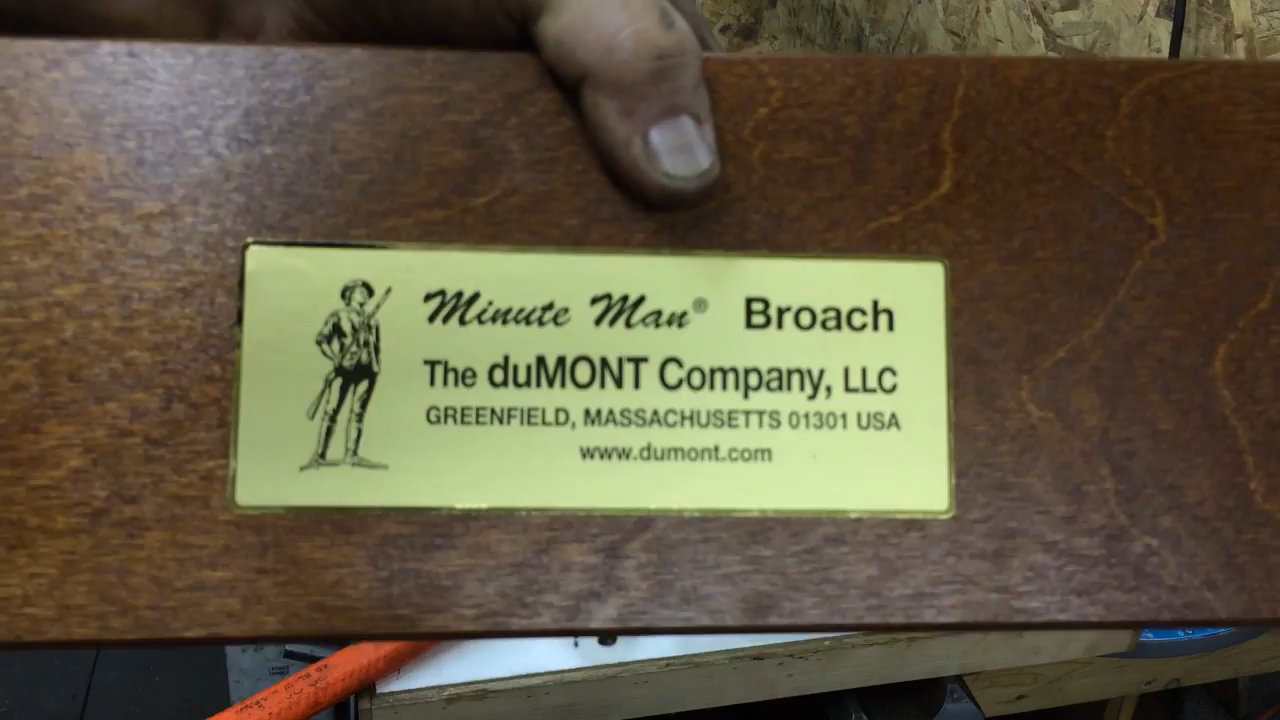 Minute Man® Broach
The duMONT Company, LLC
GREENFIELD, MASSACHUSETTS 01301 USA
www.dumont.com